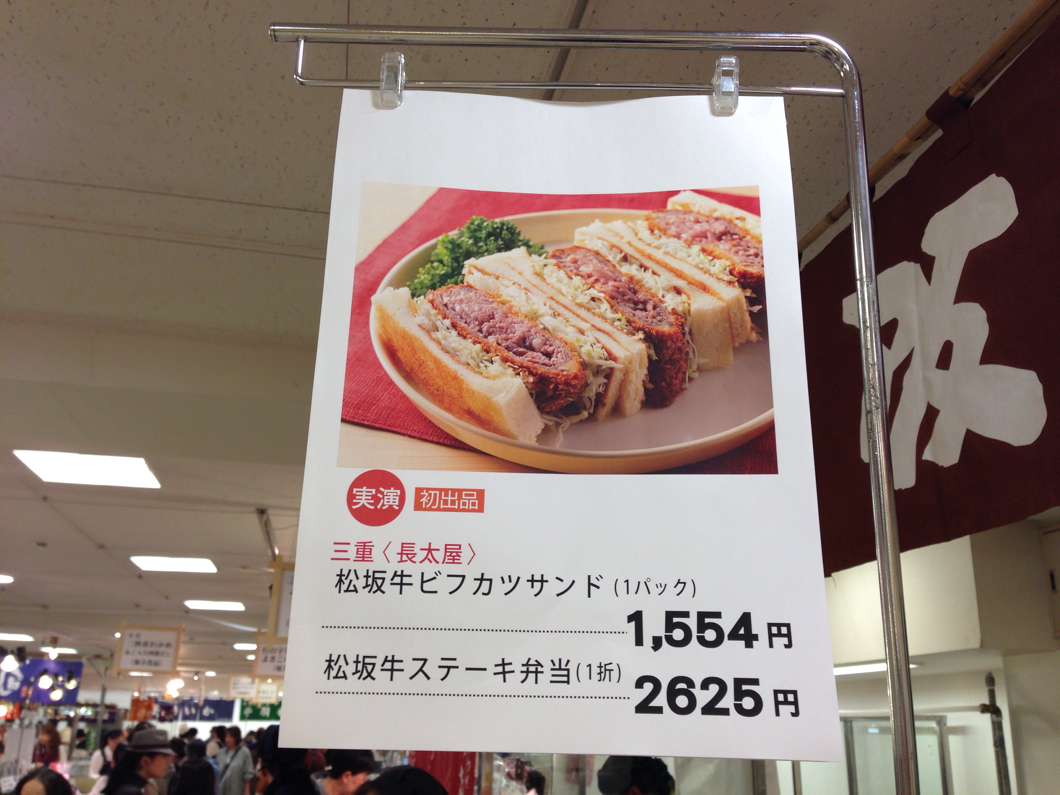 実演 初出品
三重〈長太屋〉
松坂牛ビフカツサンド(1パック)
1,554円
松坂牛ステーキ弁当(1折)
2625円
阪